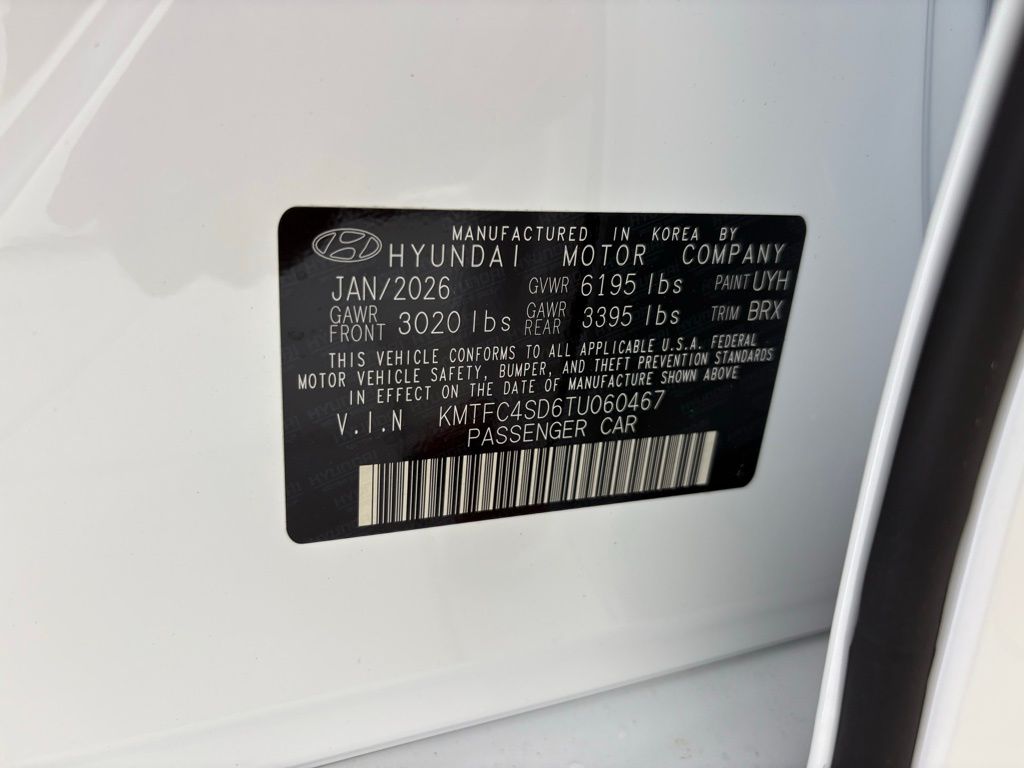 MANUFACTURED IN KOREA BY
HYUNDAI MOTOR COMPANY
JAN/2026 GVWR 6195 lbs PAINT UYH
GAWR FRONT 3020 lbs GAWR REAR 3395 lbs TRIM BRX
THIS VEHICLE CONFORMS TO ALL APPLICABLE U.S.A. FEDERAL
MOTOR VEHICLE SAFETY, BUMPER, AND THEFT PREVENTION STANDARDS
IN EFFECT ON THE DATE OF MANUFACTURE SHOWN ABOVE
V.I.N KMTFC4SD6TU060467
PASSENGER CAR